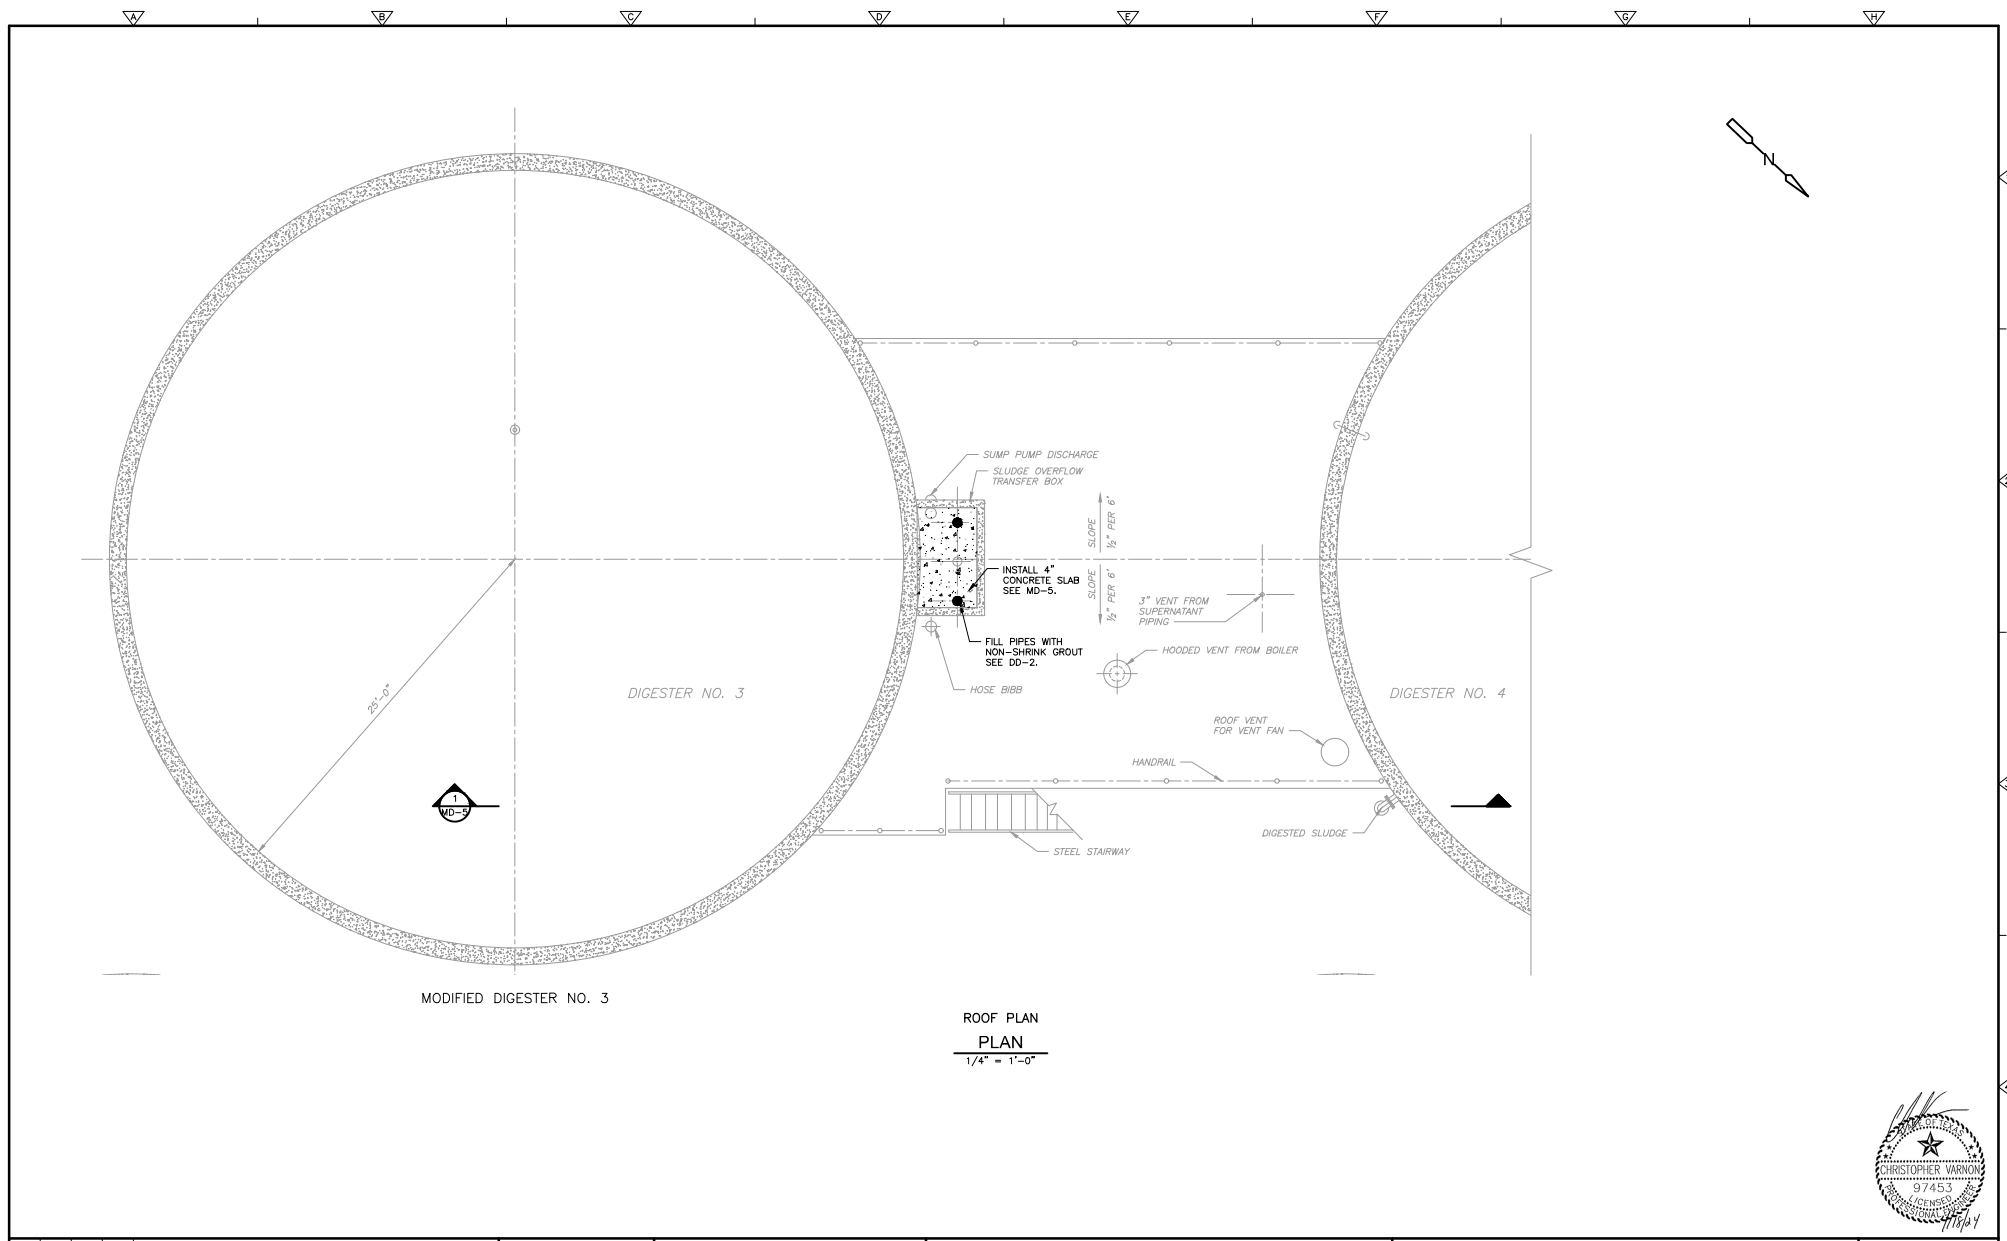 A
B
C
D
E
F
G
H
N
SUMP PUMP DISCHARGE
SLUDGE OVERFLOW
TRANSFER BOX
SLOPE
½" PER 6'
INSTALL 4"
CONCRETE SLAB
SEE MD-5.
SLOPE
½" PER 6'
3" VENT FROM
SUPERNATANT
PIPING
FILL PIPES WITH
NON-SHRINK GROUT
SEE DD-2.
HOODED VENT FROM BOILER
HOSE BIBB
25'-0"
DIGESTER NO. 3
DIGESTER NO. 4
ROOF VENT
FOR VENT FAN
HANDRAIL
1
MD-5
DIGESTED SLUDGE
STEEL STAIRWAY
MODIFIED DIGESTER NO. 3
ROOF PLAN
PLAN
1/4" = 1'-0"
STATE OF TEXAS
CHRISTOPHER VARNON
97453
LICENSED
PROFESSIONAL ENGINEER